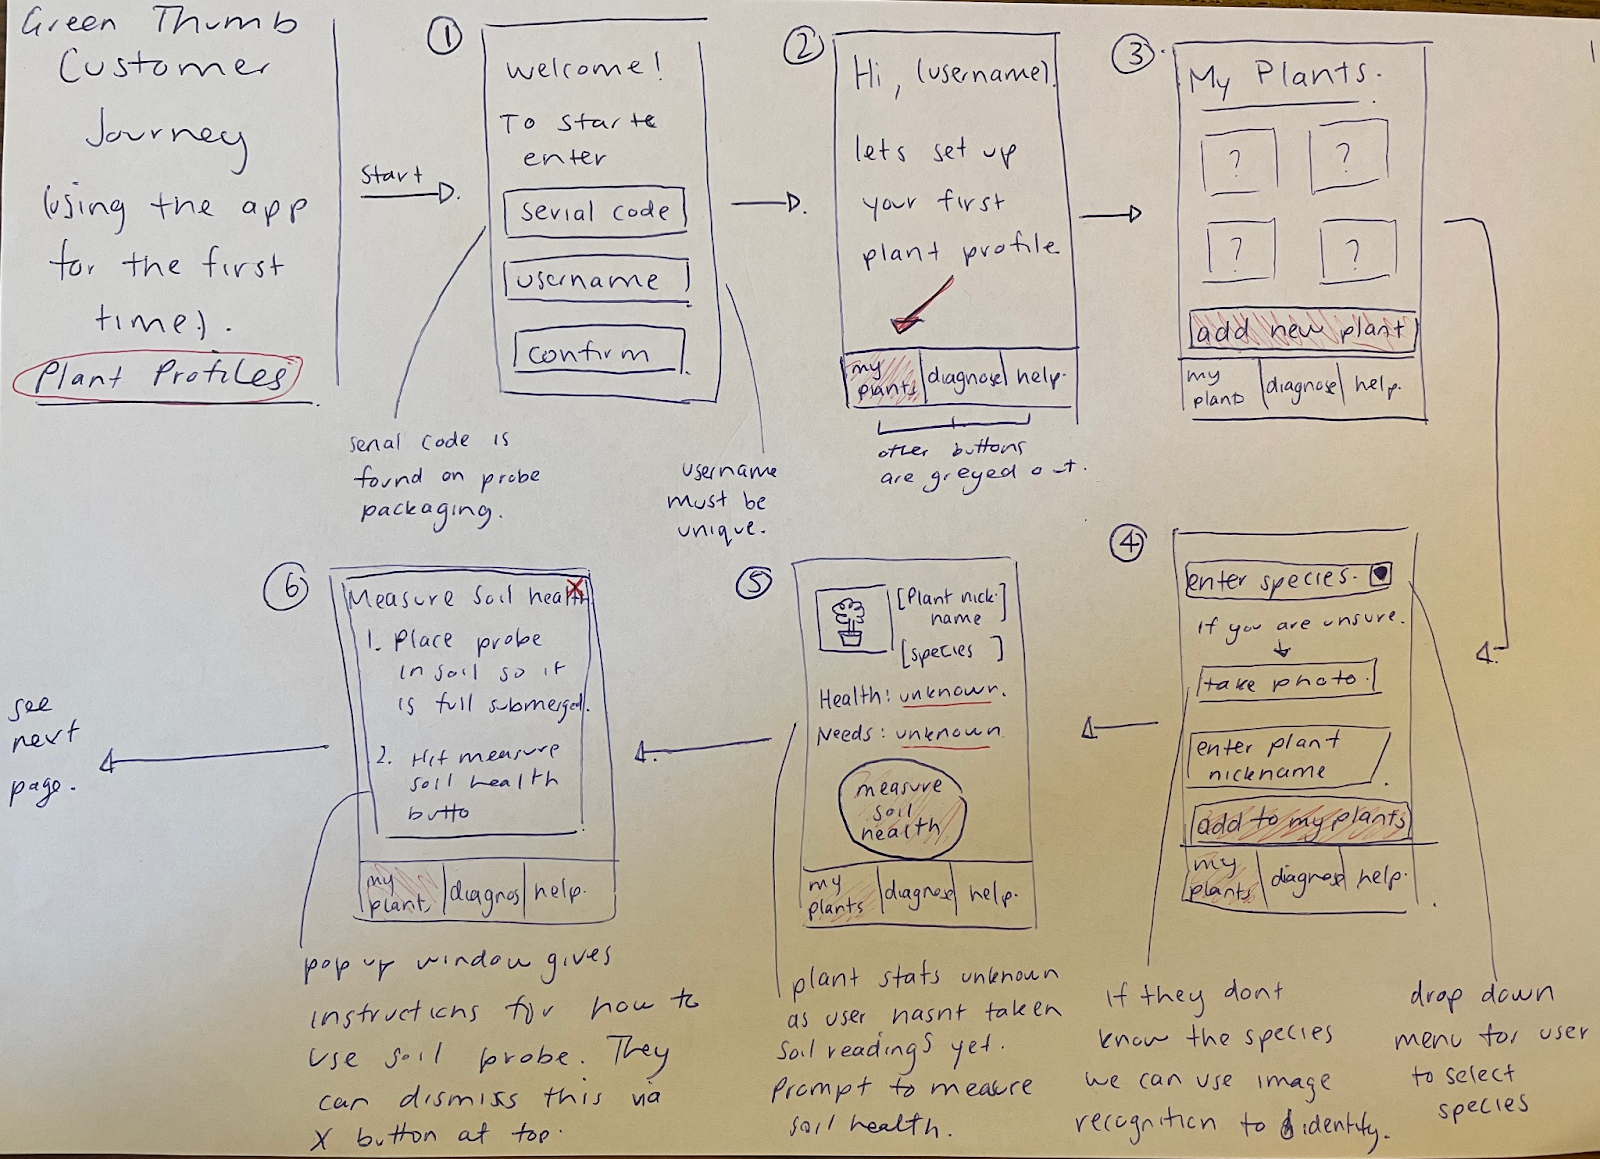 Green Thumb
Customer
Journey
(using the app
for the first
time).
Plant Profiles
1
Start
①
Welcome!
To start
enter
serial code
username
confirm
serial code is
found on probe
packaging.
username
must be
unique.
②
Hi, (username).
lets set up
your first
plant profile
my
plants
diagnose
help.
other buttons
are greyed out.
③
My Plants.
? ?
? ?
add new plant
my
plants
diagnose
help.
④
enter species.
If you are unsure.
take photo.
enter plant
nickname
add to my plants
my
plants
diagnose
help.
If they dont
know the species
we can use image
recognition to identify.
drop down
menu for user
to select
species
⑤
[Plant nick
name]
[species]
Health: unknown.
Needs: unknown
measure
soil
health
my
plants
diagnose
help.
plant stats unknown
as user hasnt taken
soil readings yet.
Prompt to measure
soil health.
⑥
Measure soil health
X
1. Place probe
in soil so it
is full submerged.
2. Hit measure
soil health
butto
my
plant
diagnos
help.
pop up window gives
instructions for how to
use soil probe. They
can dismiss this via
X button at top.
see
next
page.